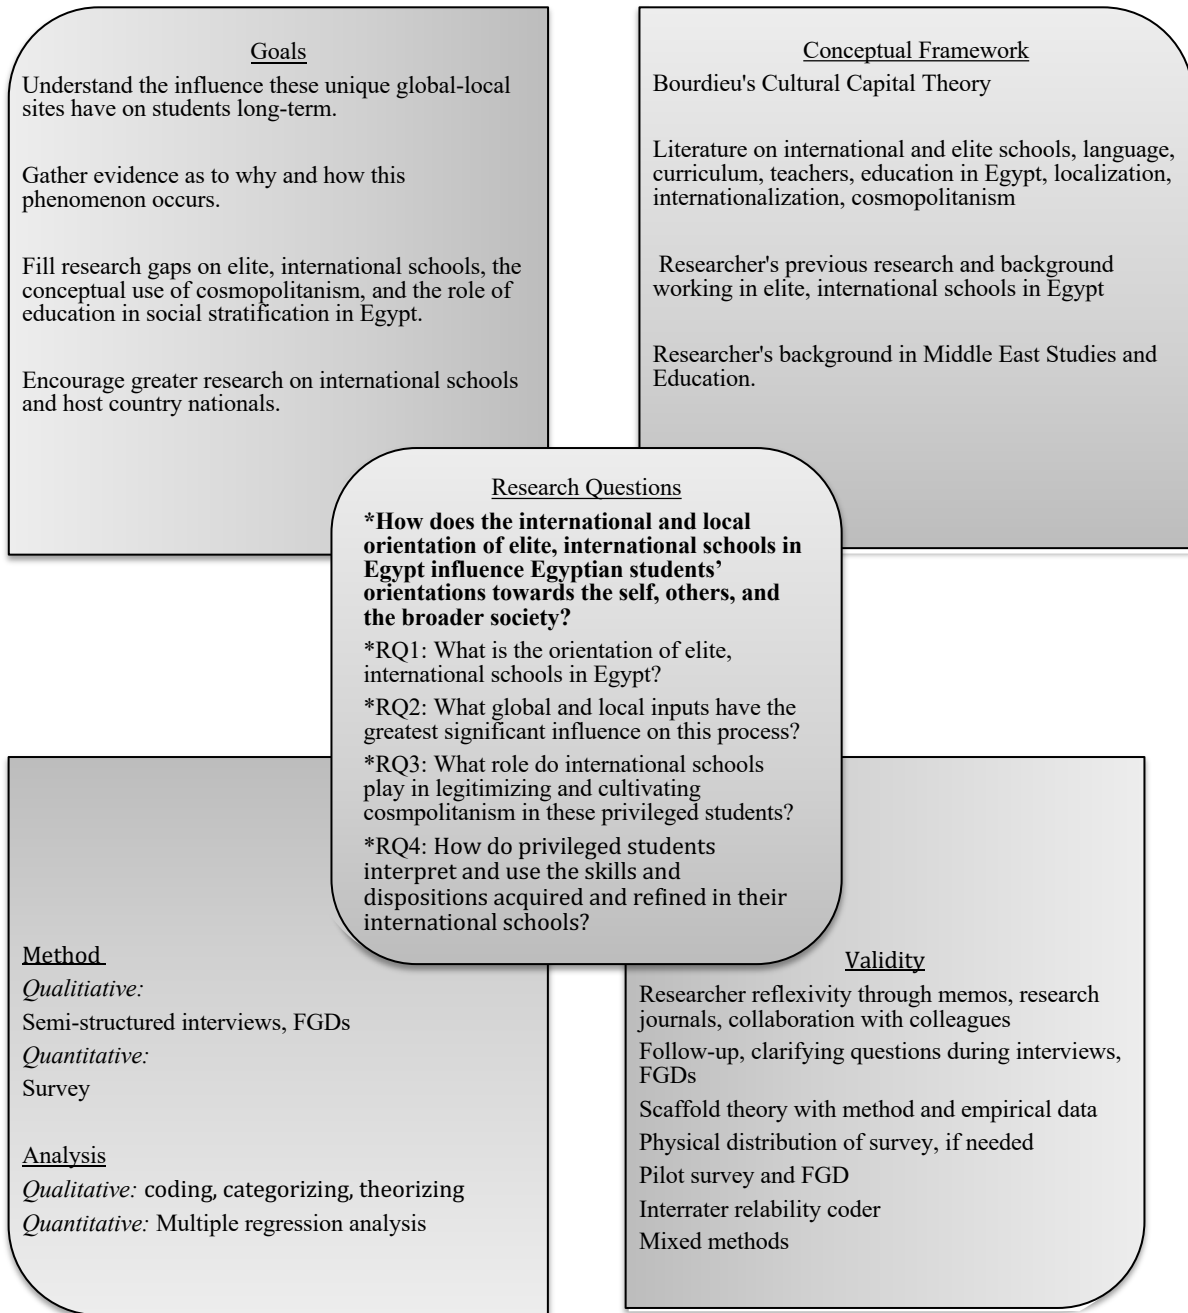 Goals
Understand the influence these unique global-local
sites have on students long-term.
Gather evidence as to why and how this
phenomenon occurs.
Fill research gaps on elite, international schools, the
conceptual use of cosmopolitanism, and the role of
education in social stratification in Egypt.
Encourage greater research on international schools
and host country nationals.
Conceptual Framework
Bourdieu's Cultural Capital Theory
Literature on international and elite schools, language,
curriculum, teachers, education in Egypt, localization,
internationalization, cosmopolitanism
Researcher's previous research and background
working in elite, international schools in Egypt
Researcher's background in Middle East Studies and
Education.
Research Questions
*How does the international and local
orientation of elite, international schools in
Egypt influence Egyptian students’
orientations towards the self, others, and
the broader society?
*RQ1: What is the orientation of elite,
international schools in Egypt?
*RQ2: What global and local inputs have the
greatest significant influence on this process?
*RQ3: What role do international schools
play in legitimizing and cultivating
cosmpolitanism in these privileged students?
*RQ4: How do privileged students
interpret and use the skills and
dispositions acquired and refined in their
international schools?
Method
Qualitiative:
Semi-structured interviews, FGDs
Quantitative:
Survey
Analysis
Qualitative: coding, categorizing, theorizing
Quantitative: Multiple regression analysis
Validity
Researcher reflexivity through memos, research
journals, collaboration with colleagues
Follow-up, clarifying questions during interviews,
FGDs
Scaffold theory with method and empirical data
Physical distribution of survey, if needed
Pilot survey and FGD
Interrater relability coder
Mixed methods